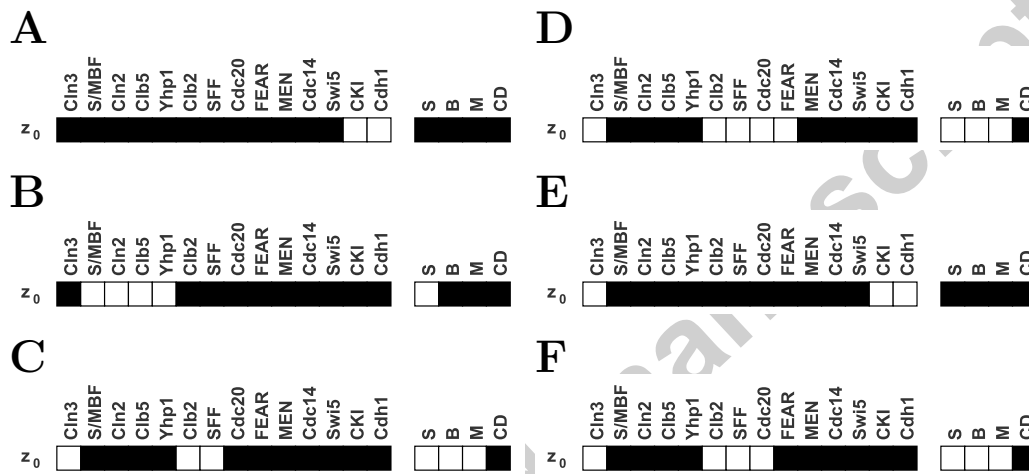 A
Cln3 S/MBF Cln2 Clb5 Yhp1 Clb2 SFF Cdc20 FEAR MEN Cdc14 Swi5 CKI Cdh1 S B M CD
z0
B
Cln3 S/MBF Cln2 Clb5 Yhp1 Clb2 SFF Cdc20 FEAR MEN Cdc14 Swi5 CKI Cdh1 S B M CD
z0
C
Cln3 S/MBF Cln2 Clb5 Yhp1 Clb2 SFF Cdc20 FEAR MEN Cdc14 Swi5 CKI Cdh1 S B M CD
z0
D
Cln3 S/MBF Cln2 Clb5 Yhp1 Clb2 SFF Cdc20 FEAR MEN Cdc14 Swi5 CKI Cdh1 S B M CD
z0
E
Cln3 S/MBF Cln2 Clb5 Yhp1 Clb2 SFF Cdc20 FEAR MEN Cdc14 Swi5 CKI Cdh1 S B M CD
z0
F
Cln3 S/MBF Cln2 Clb5 Yhp1 Clb2 SFF Cdc20 FEAR MEN Cdc14 Swi5 CKI Cdh1 S B M CD
z0